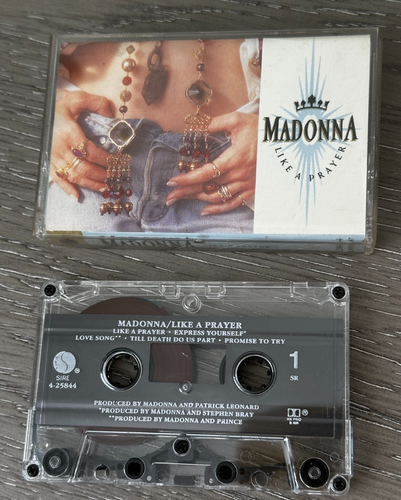 MADONNA
LIKE A PRAYER
MADONNA
MADONNA/LIKE A PRAYER
LIKE A PRAYER • EXPRESS YOURSELF*
LOVE SONG** • TILL DEATH DO US PART • PROMISE TO TRY
S
SIRE
4-25844
1
SR
PRODUCED BY MADONNA AND PATRICK LEONARD
*PRODUCED BY MADONNA AND STEPHEN BRAY
**PRODUCED BY MADONNA AND PRINCE